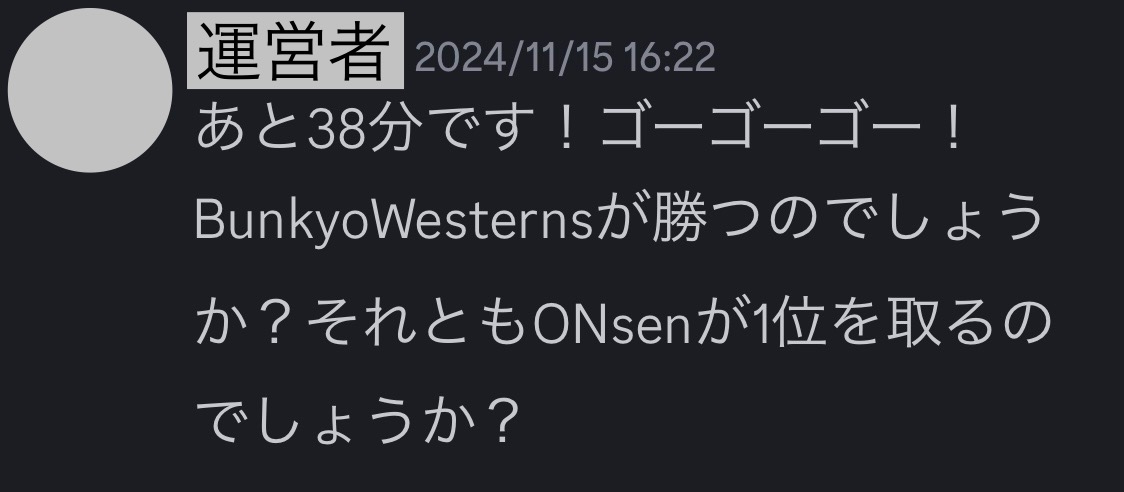 運営者 2024/11/15 16:22
あと38分です！ゴーゴーゴー！
BunkyoWesternsが勝つのでしょう
か？それともONsenが1位を取るの
でしょうか？